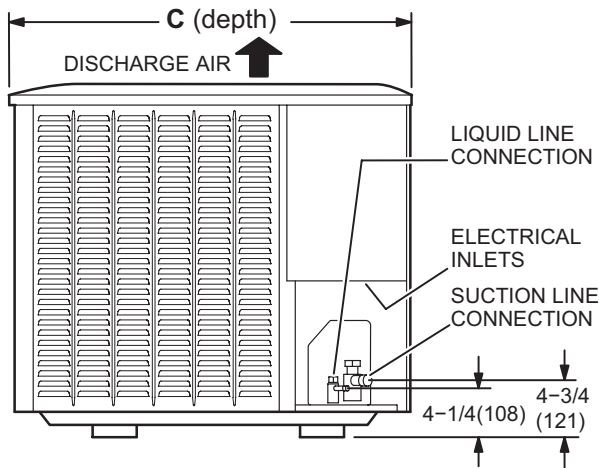 C (depth)
DISCHARGE AIR
LIQUID LINE
CONNECTION
ELECTRICAL
INLETS
SUCTION LINE
CONNECTION
4−1/4(108)
4−3/4
(121)